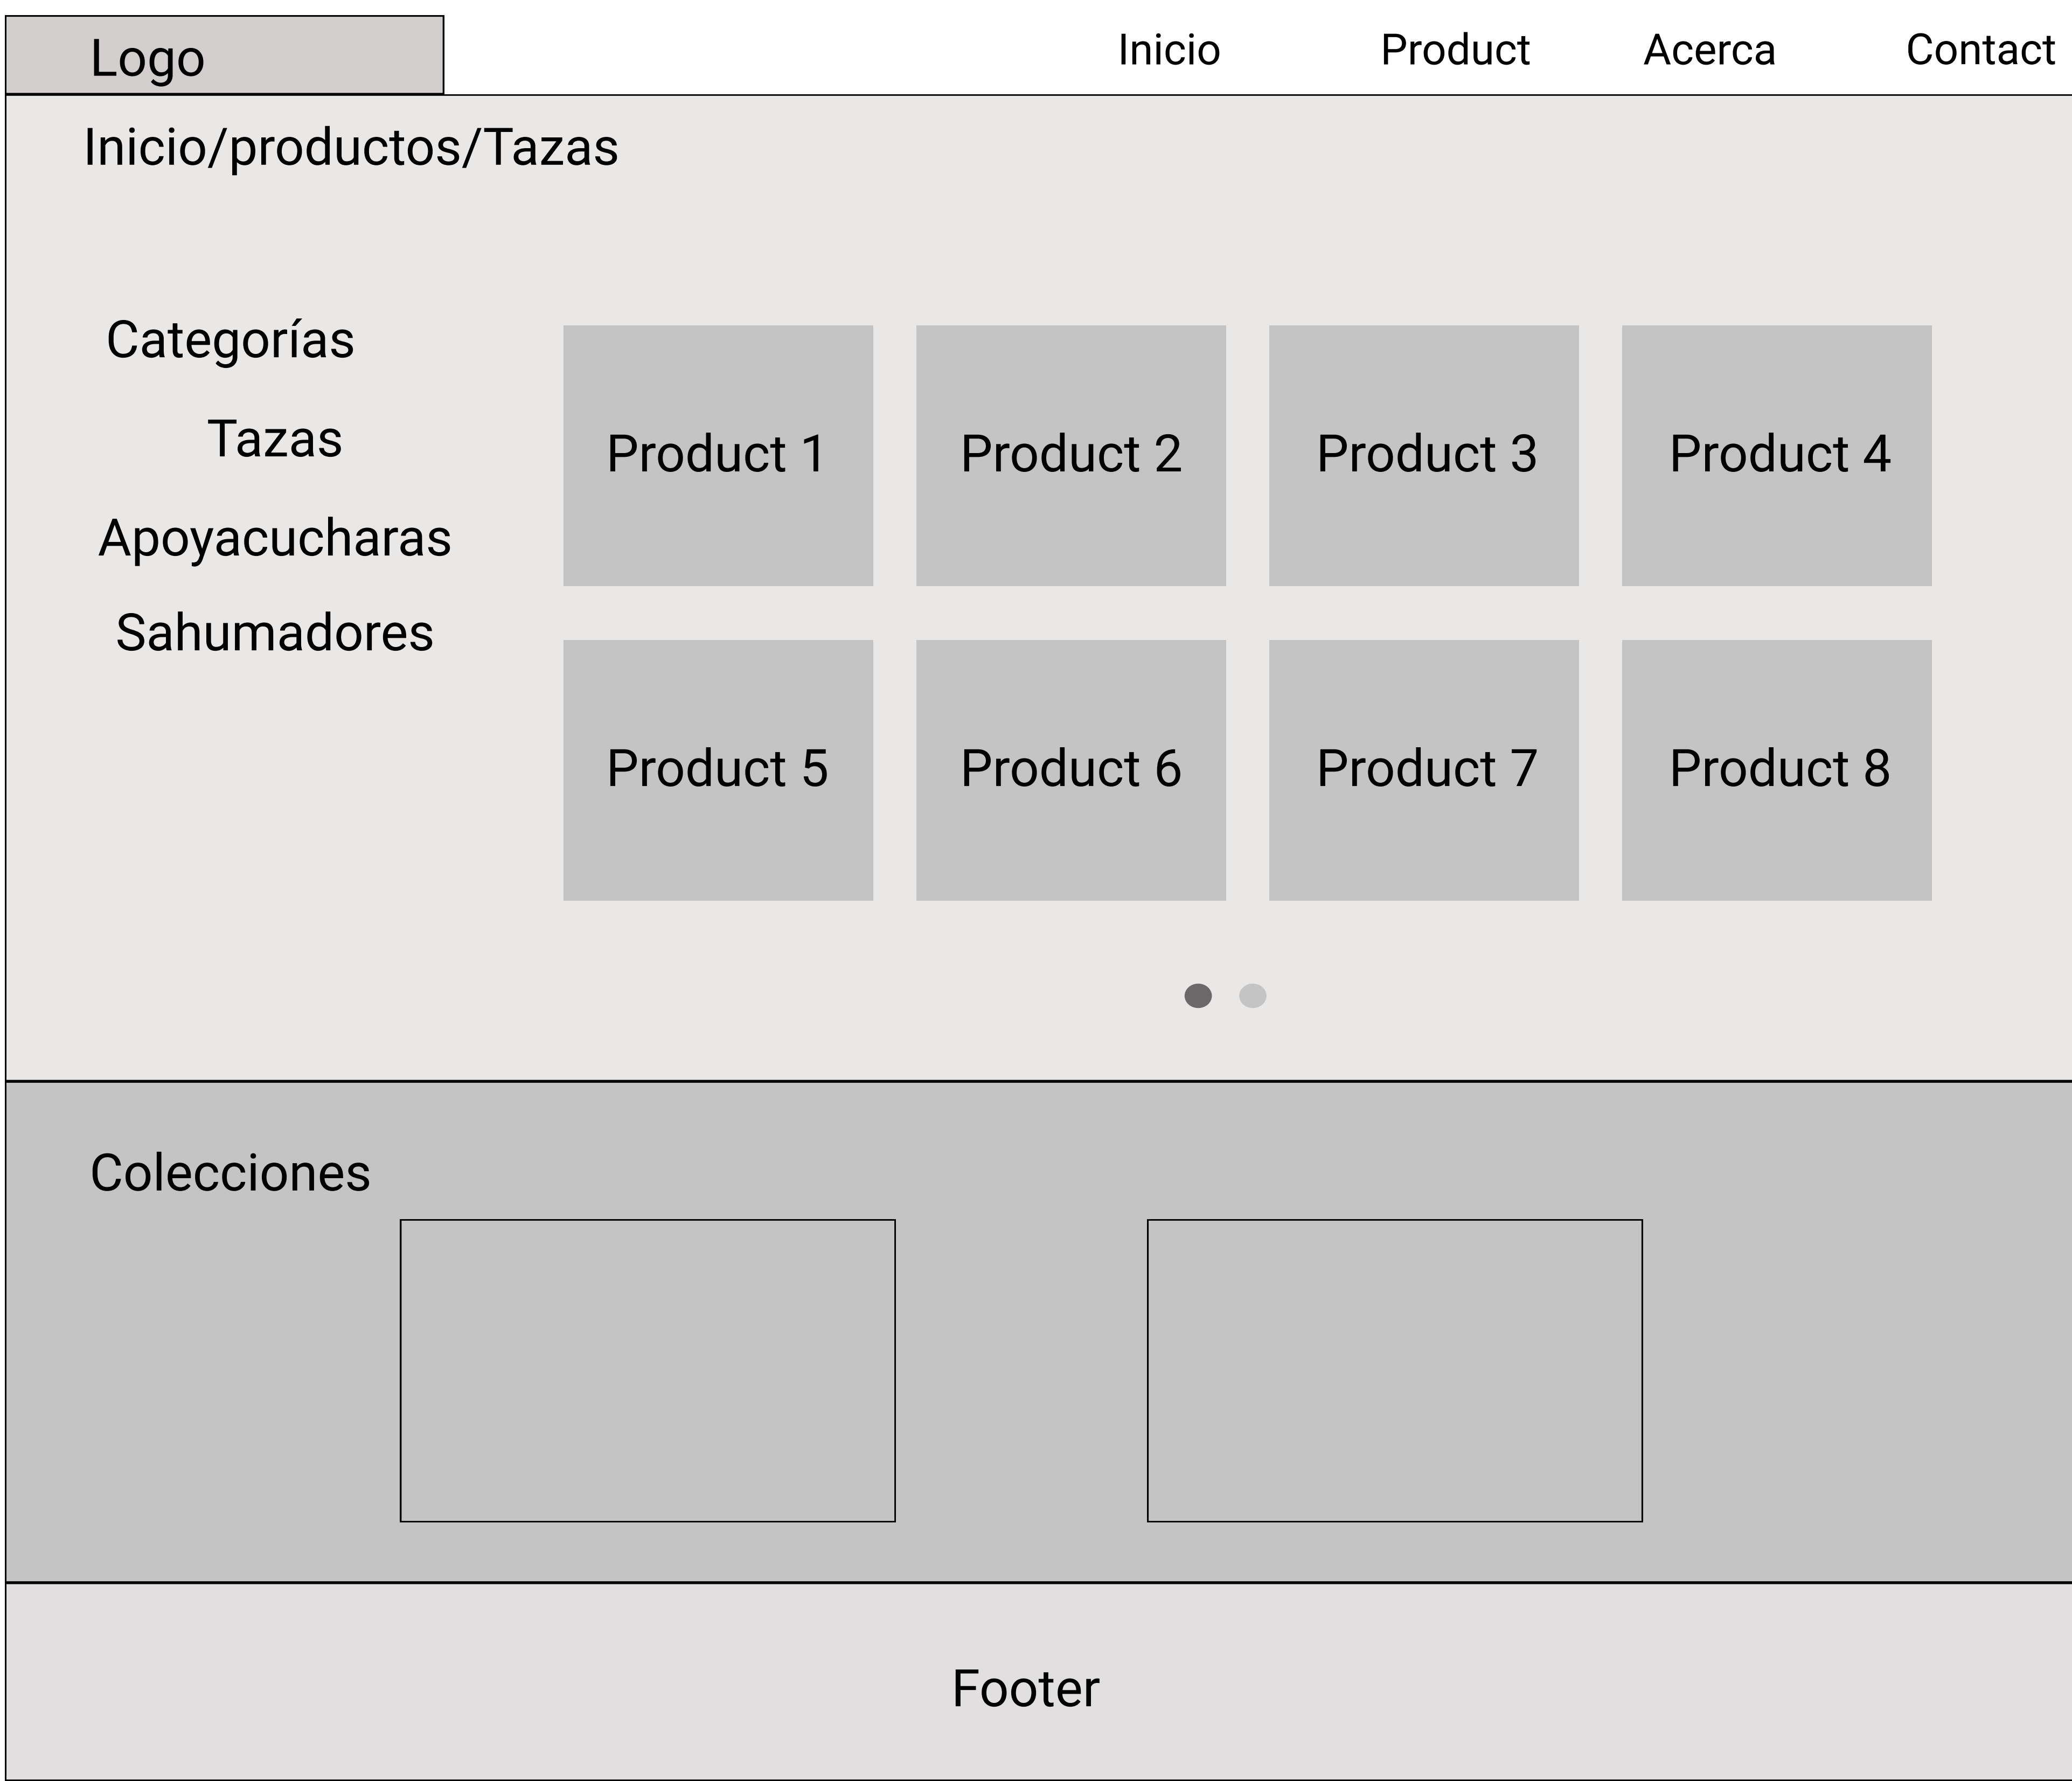 Logo
Inicio Product Acerca Contact
Inicio/productos/Tazas
Categorías
Tazas
Apoyacucharas
Sahumadores
Product 1 Product 2 Product 3 Product 4
Product 5 Product 6 Product 7 Product 8
Colecciones
Footer